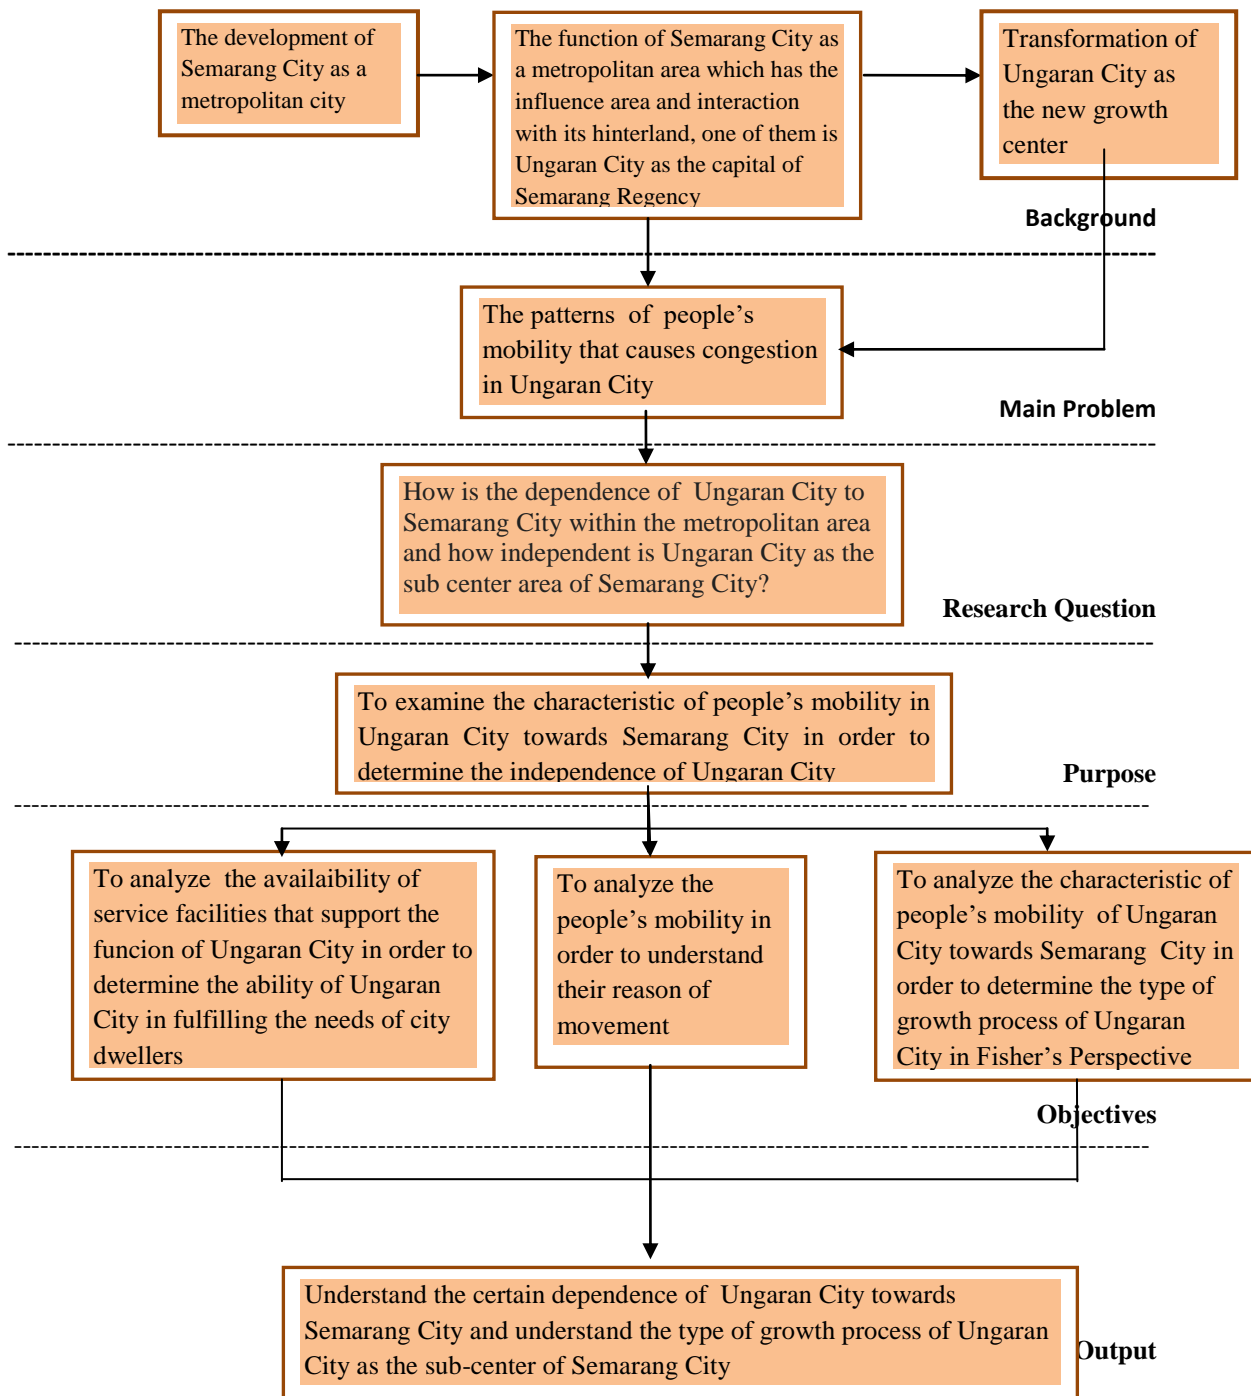 The development of
Semarang City as a
metropolitan city
The function of Semarang City as
a metropolitan area which has the
influence area and interaction
with its hinterland, one of them is
Ungaran City as the capital of
Semarang Regency
Transformation of
Ungaran City as
the new growth
center
Background
The patterns of people’s
mobility that causes congestion
in Ungaran City
Main Problem
How is the dependence of Ungaran City to
Semarang City within the metropolitan area
and how independent is Ungaran City as the
sub center area of Semarang City?
Research Question
To examine the characteristic of people’s mobility in
Ungaran City towards Semarang City in order to
determine the independence of Ungaran City
Purpose
To analyze the availaibility of
service facilities that support the
funcion of Ungaran City in order to
determine the ability of Ungaran
City in fulfilling the needs of city
dwellers
To analyze the
people’s mobility in
order to understand
their reason of
movement
To analyze the characteristic of
people’s mobility of Ungaran
City towards Semarang City in
order to determine the type of
growth process of Ungaran
City in Fisher’s Perspective
Objectives
Understand the certain dependence of Ungaran City towards
Semarang City and understand the type of growth process of Ungaran
City as the sub-center of Semarang City
Output